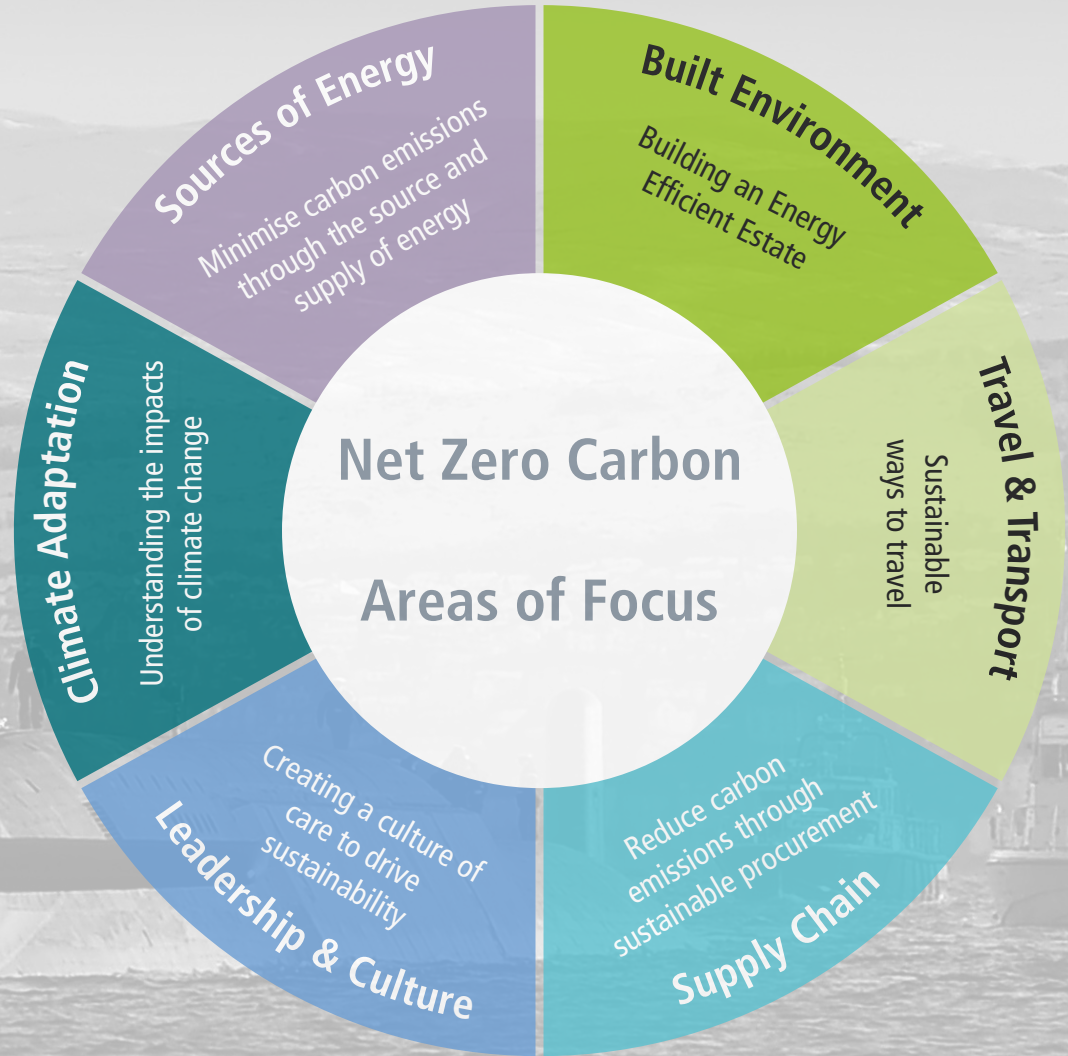 Net Zero Carbon
Areas of Focus
Built Environment
Building an Energy
Efficient Estate
Travel & Transport
Sustainable
ways to travel
Supply Chain
Reduce carbon
emissions through
sustainable procurement
Leadership & Culture
Creating a culture of
care to drive
sustainability
Climate Adaptation
Understanding the impacts
of climate change
Sources of Energy
Minimise carbon emissions
through the source and
supply of energy